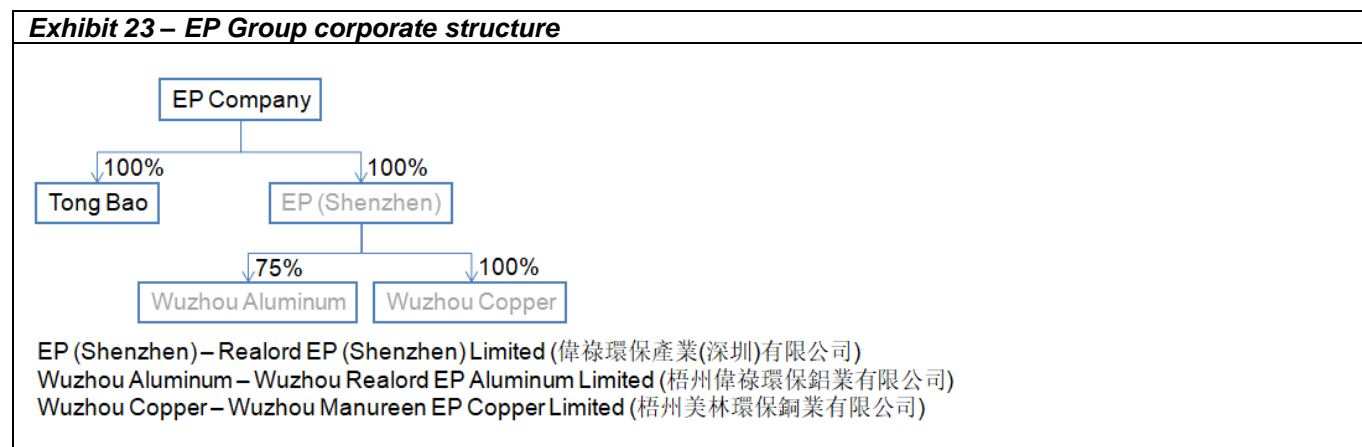 Exhibit 23 – EP Group corporate structure
EP Company
100% 100%
Tong Bao EP (Shenzhen)
75% 100%
Wuzhou Aluminum Wuzhou Copper
EP (Shenzhen) – Realord EP (Shenzhen) Limited (偉祿環保產業(深圳)有限公司)
Wuzhou Aluminum – Wuzhou Realord EP Aluminum Limited (梧州偉祿環保鋁業有限公司)
Wuzhou Copper – Wuzhou Manureen EP Copper Limited (梧州美林環保銅業有限公司)